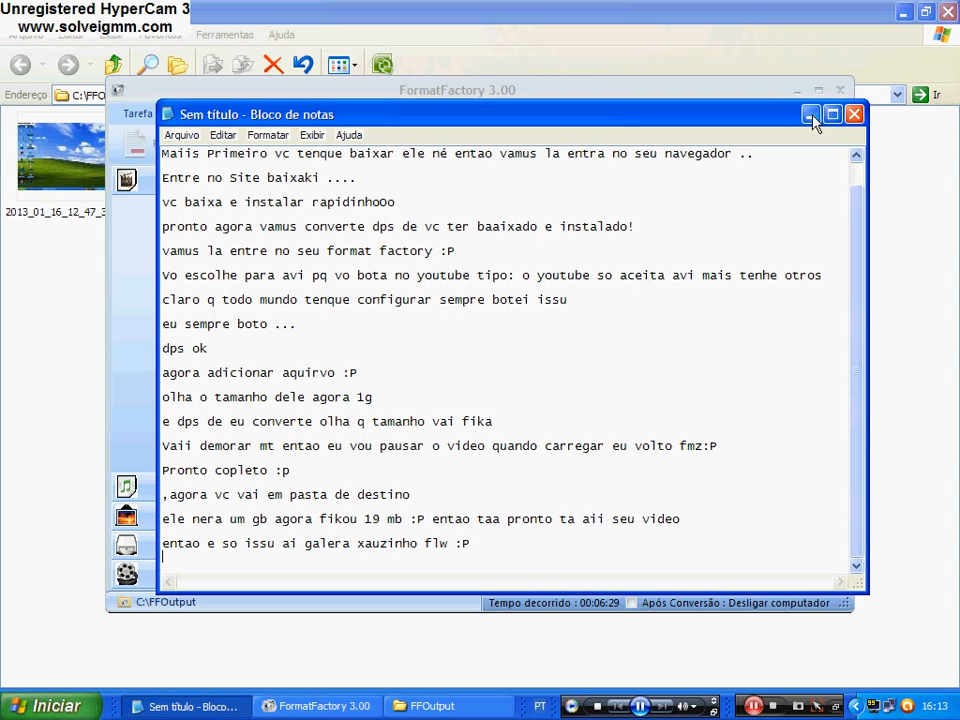 Unregistered HyperCam 3
www.solveigmm.com
Ferramentas Ajuda
Endereço C:\FFO Ir
FormatFactory 3.00
Tarefa
2013_01_16_12_47_3
Sem título - Bloco de notas
Arquivo Editar Formatar Exibir Ajuda
Maiis Primeiro vc tenque baixar ele né entao vamus la entra no seu navegador ..
Entre no Site baixaki ....
vc baixa e instalar rapidinhoOo
pronto agora vamus converte dps de vc ter baaixado e instalado!
vamus la entre no seu format factory :P
Vo escolhe para avi pq vo bota no youtube tipo: o youtube so aceita avi mais tenhe otros
claro q todo mundo tenque configurar sempre botei issu
eu sempre boto ...
dps ok
agora adicionar aquirvo :P
olha o tamanho dele agora 1g
e dps de eu converte olha q tamanho vai fika
Vaii demorar mt entao eu vou pausar o video quando carregar eu volto fmz:P
Pronto copleto :p
,agora vc vai em pasta de destino
ele nera um gb agora fikou 19 mb :P entao taa pronto ta aii seu video
entao e so issu ai galera xauzinho flw :P
C:\FFOutput Tempo decorrido : 00:06:29 Após Conversão : Desligar computador
Iniciar Sem título - Bloco... FormatFactory 3.00 FFOutput PT 99 16:13